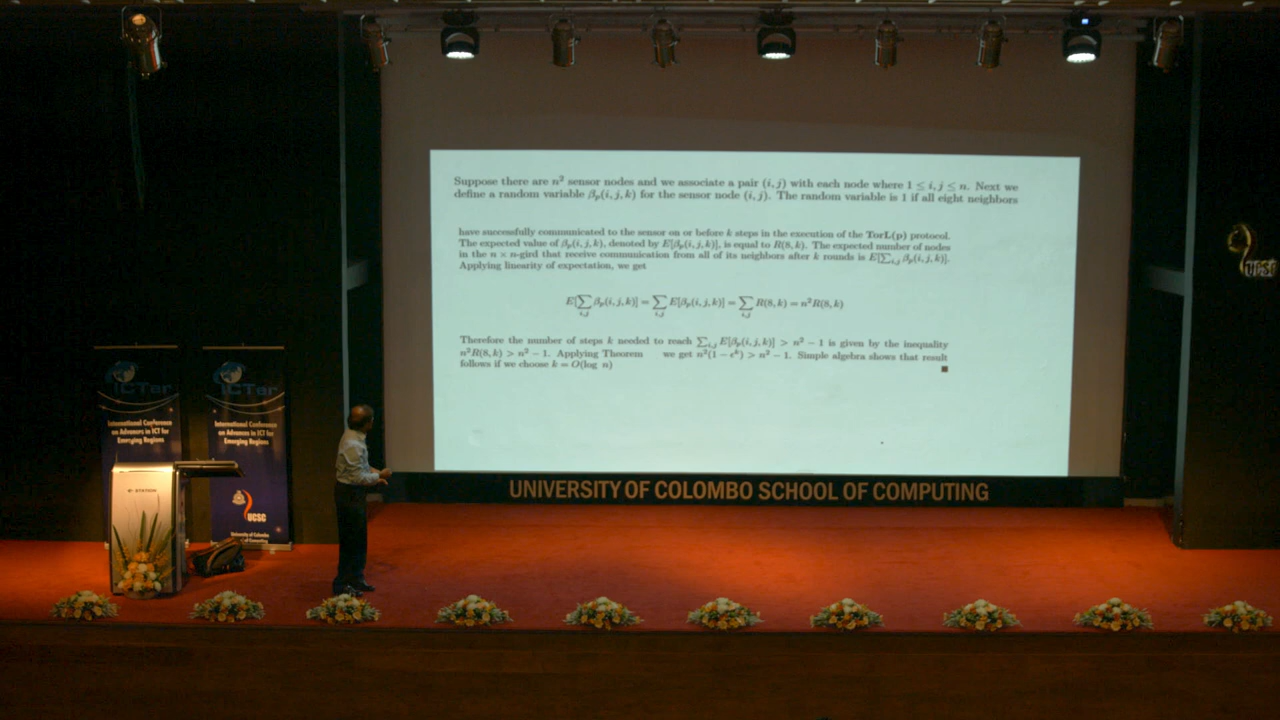 Suppose there are n² sensor nodes and we associate a pair (i, j) with each node where 1 ≤ i, j ≤ n. Next we
define a random variable βₚ(i, j, k) for the sensor node (i, j). The random variable is 1 if all eight neighbors
have successfully communicated to the sensor on or before k steps in the execution of the TorL(p) protocol.
The expected value of βₚ(i, j, k), denoted by E[βₚ(i, j, k)], is equal to R(8, k). The expected number of nodes
in the n × n-gird that receive communication from all of its neighbors after k rounds is E[∑ᵢ,ⱼ βₚ(i, j, k)].
Applying linearity of expectation, we get
E[∑ᵢ,ⱼ βₚ(i, j, k)] = ∑ᵢ,ⱼ E[βₚ(i, j, k)] = ∑ᵢ,ⱼ R(8, k) = n²R(8, k)
Therefore the number of steps k needed to reach ∑ᵢ,ⱼ E[βₚ(i, j, k)] > n² − 1 is given by the inequality
n²R(8, k) > n² − 1. Applying Theorem we get n²(1 − ϵᵏ) > n² − 1. Simple algebra shows that result
follows if we choose k = O(log n)
UNIVERSITY OF COLOMBO SCHOOL OF COMPUTING
UCSC
ICTer
International Conference
on Advances in ICT for
Emerging Regions
ICTer
International Conference
on Advances in ICT for
Emerging Regions
UCSC
University of Colombo
of Computing
STATION